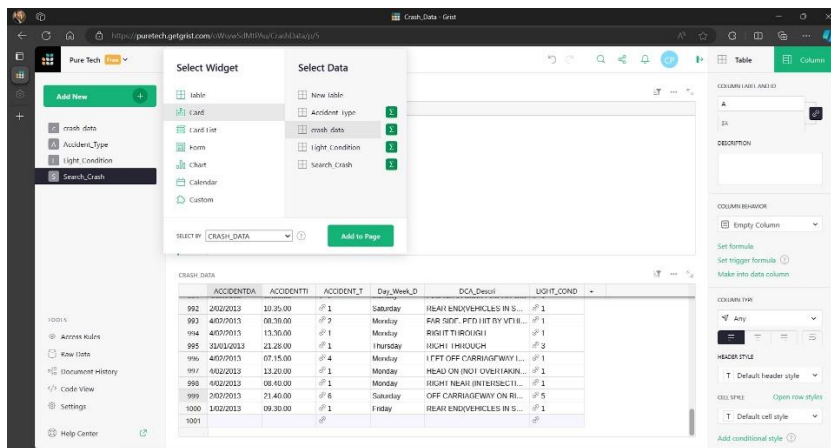 Crash_Data - Grist
https://puretech.getgrist.com/oWuvwSdMtiWu/CrashData/p/5
Pure Tech Free
Add New
crash data
Accident_Type
Light_Condition
Search_Crash
TOOLS
Access Rules
Raw Data
Document History
Code View
Settings
Help Center
Select Widget
Table
Card
Card List
Form
Chart
Calendar
Custom
Select Data
New Table
Accident_Type
crash data
Light_Condition
Search_Crash
SELECT BY CRASH_DATA
Add to Page
CP
CRASH_DATA
ACCIDENTDA ACCIDENTTI ACCIDENT_T Day_Week_D DCA_Descri LIGHT_COND +
992 2/02/2013 10.35.00 1 Saturday REAR END(VEHICLES IN S... 1
993 4/02/2013 08.30.00 2 Monday FAR SIDE. PED HIT BY VEHI... 1
994 4/02/2013 13.30.00 1 Monday RIGHT THROUGH 1
995 31/01/2013 21.28.00 1 Thursday RIGHT THROUGH 3
996 4/02/2013 07.15.00 4 Monday LEFT OFF CARRIAGEWAY I... 1
997 4/02/2013 13.20.00 1 Monday HEAD ON (NOT OVERTAKIN... 1
998 4/02/2013 08.40.00 1 Monday RIGHT NEAR (INTERSECTI... 1
999 2/02/2013 21.40.00 6 Saturday OFF CARRIAGEWAY ON RI... 5
1000 1/02/2013 09.30.00 1 Friday REAR END(VEHICLES IN S... 1
1001
Table
Column
COLUMN LABEL AND ID
A
DESCRIPTION
COLUMN BEHAVIOR
Empty Column
Set formula
Set trigger formula
Make into data column
COLUMN TYPE
Any
HEADER STYLE
T Default header style
CELL STYLE Open row styles
T Default cell style
Add conditional style